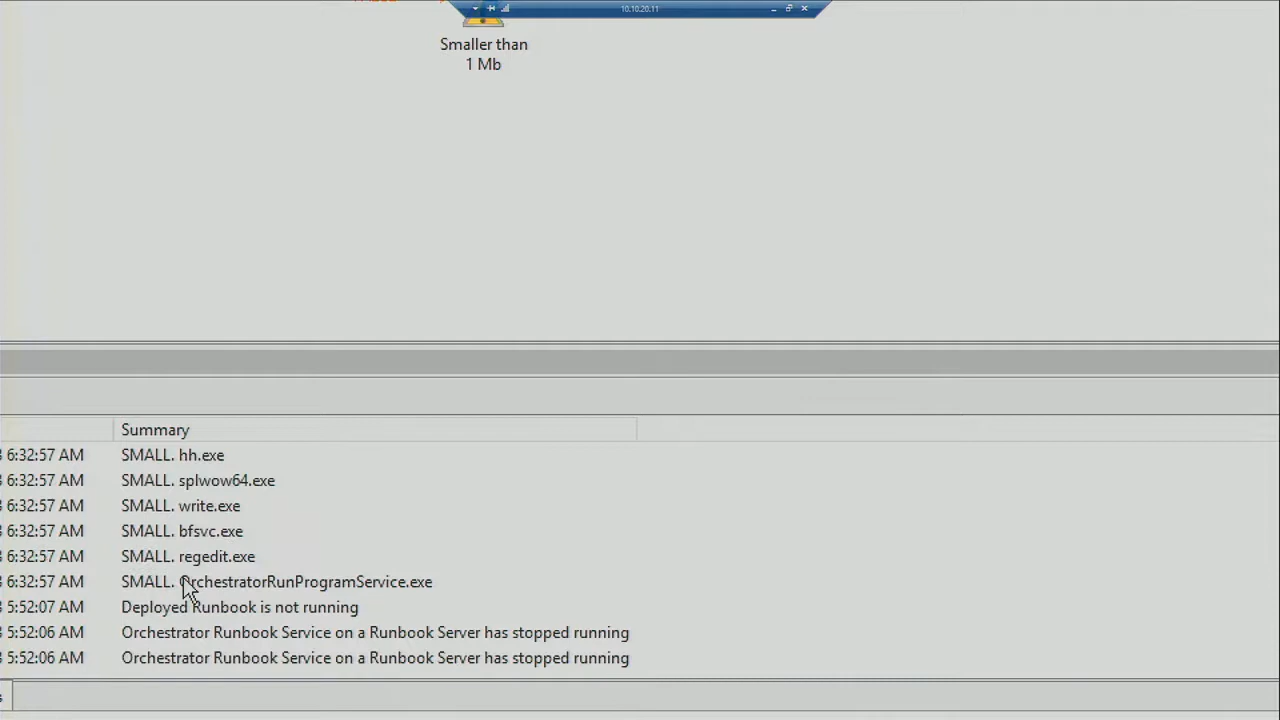 10.10.20.11
Smaller than
1 Mb
Summary
6:32:57 AM SMALL. hh.exe
6:32:57 AM SMALL. splwow64.exe
6:32:57 AM SMALL. write.exe
6:32:57 AM SMALL. bfsvc.exe
6:32:57 AM SMALL. regedit.exe
6:32:57 AM SMALL. OrchestratorRunProgramService.exe
5:52:07 AM Deployed Runbook is not running
5:52:06 AM Orchestrator Runbook Service on a Runbook Server has stopped running
5:52:06 AM Orchestrator Runbook Service on a Runbook Server has stopped running